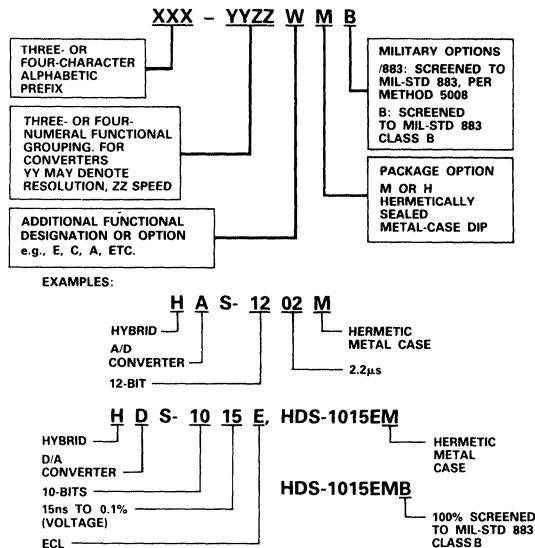 XXX - YYZZ W M B
THREE- OR
FOUR-CHARACTER
ALPHABETIC
PREFIX
MILITARY OPTIONS
/883: SCREENED TO
MIL-STD 883, PER
METHOD 5008
B: SCREENED
TO MIL-STD 883
CLASS B
THREE- OR FOUR-
NUMERAL FUNCTIONAL
GROUPING. FOR
CONVERTERS
YY MAY DENOTE
RESOLUTION, ZZ SPEED
PACKAGE OPTION
M OR H
HERMETICALLY
SEALED
METAL-CASE DIP
ADDITIONAL FUNCTIONAL
DESIGNATION OR OPTION
e.g., E, C, A, ETC.
EXAMPLES:
H A S- 12 02 M
HYBRID
A/D
CONVERTER
12-BIT
HERMETIC
METAL CASE
2.2µs
H D S- 10 15 E, HDS-1015EM
HYBRID
D/A
CONVERTER
10-BITS
15ns TO 0.1%
(VOLTAGE)
ECL
HERMETIC
METAL
CASE
HDS-1015EMB
100% SCREENED
TO MIL-STD 883
CLASS B